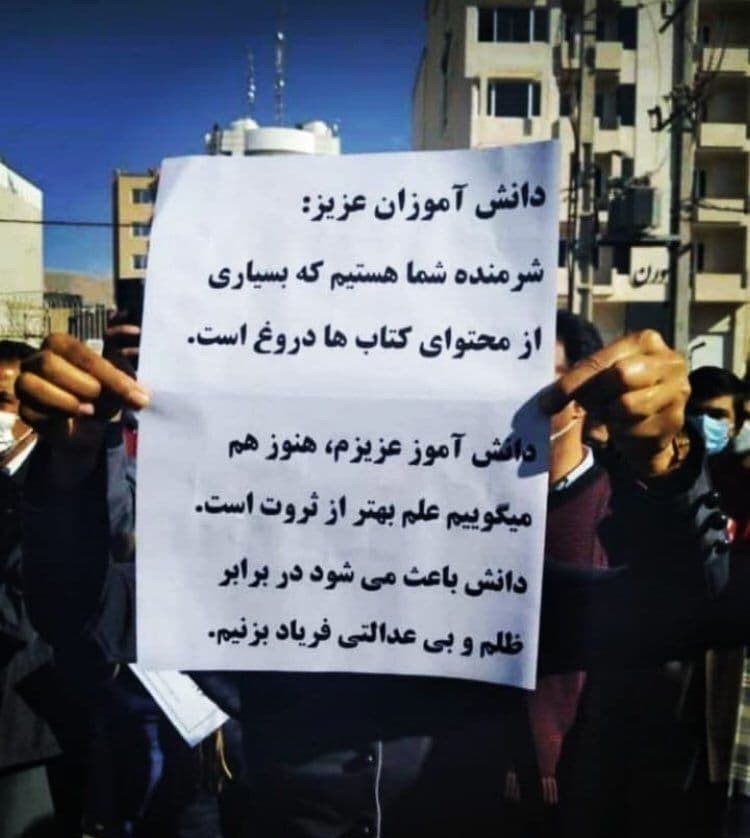 دانش آموزان عزیز:
شرمنده شما هستیم که بسیاری
از محتوای کتاب ها دروغ است.
دانش آموز عزیزم، هنوز هم
میگوییم علم بهتر از ثروت است.
دانش باعث می شود در برابر
ظلم و بی عدالتی فریاد بزنیم.